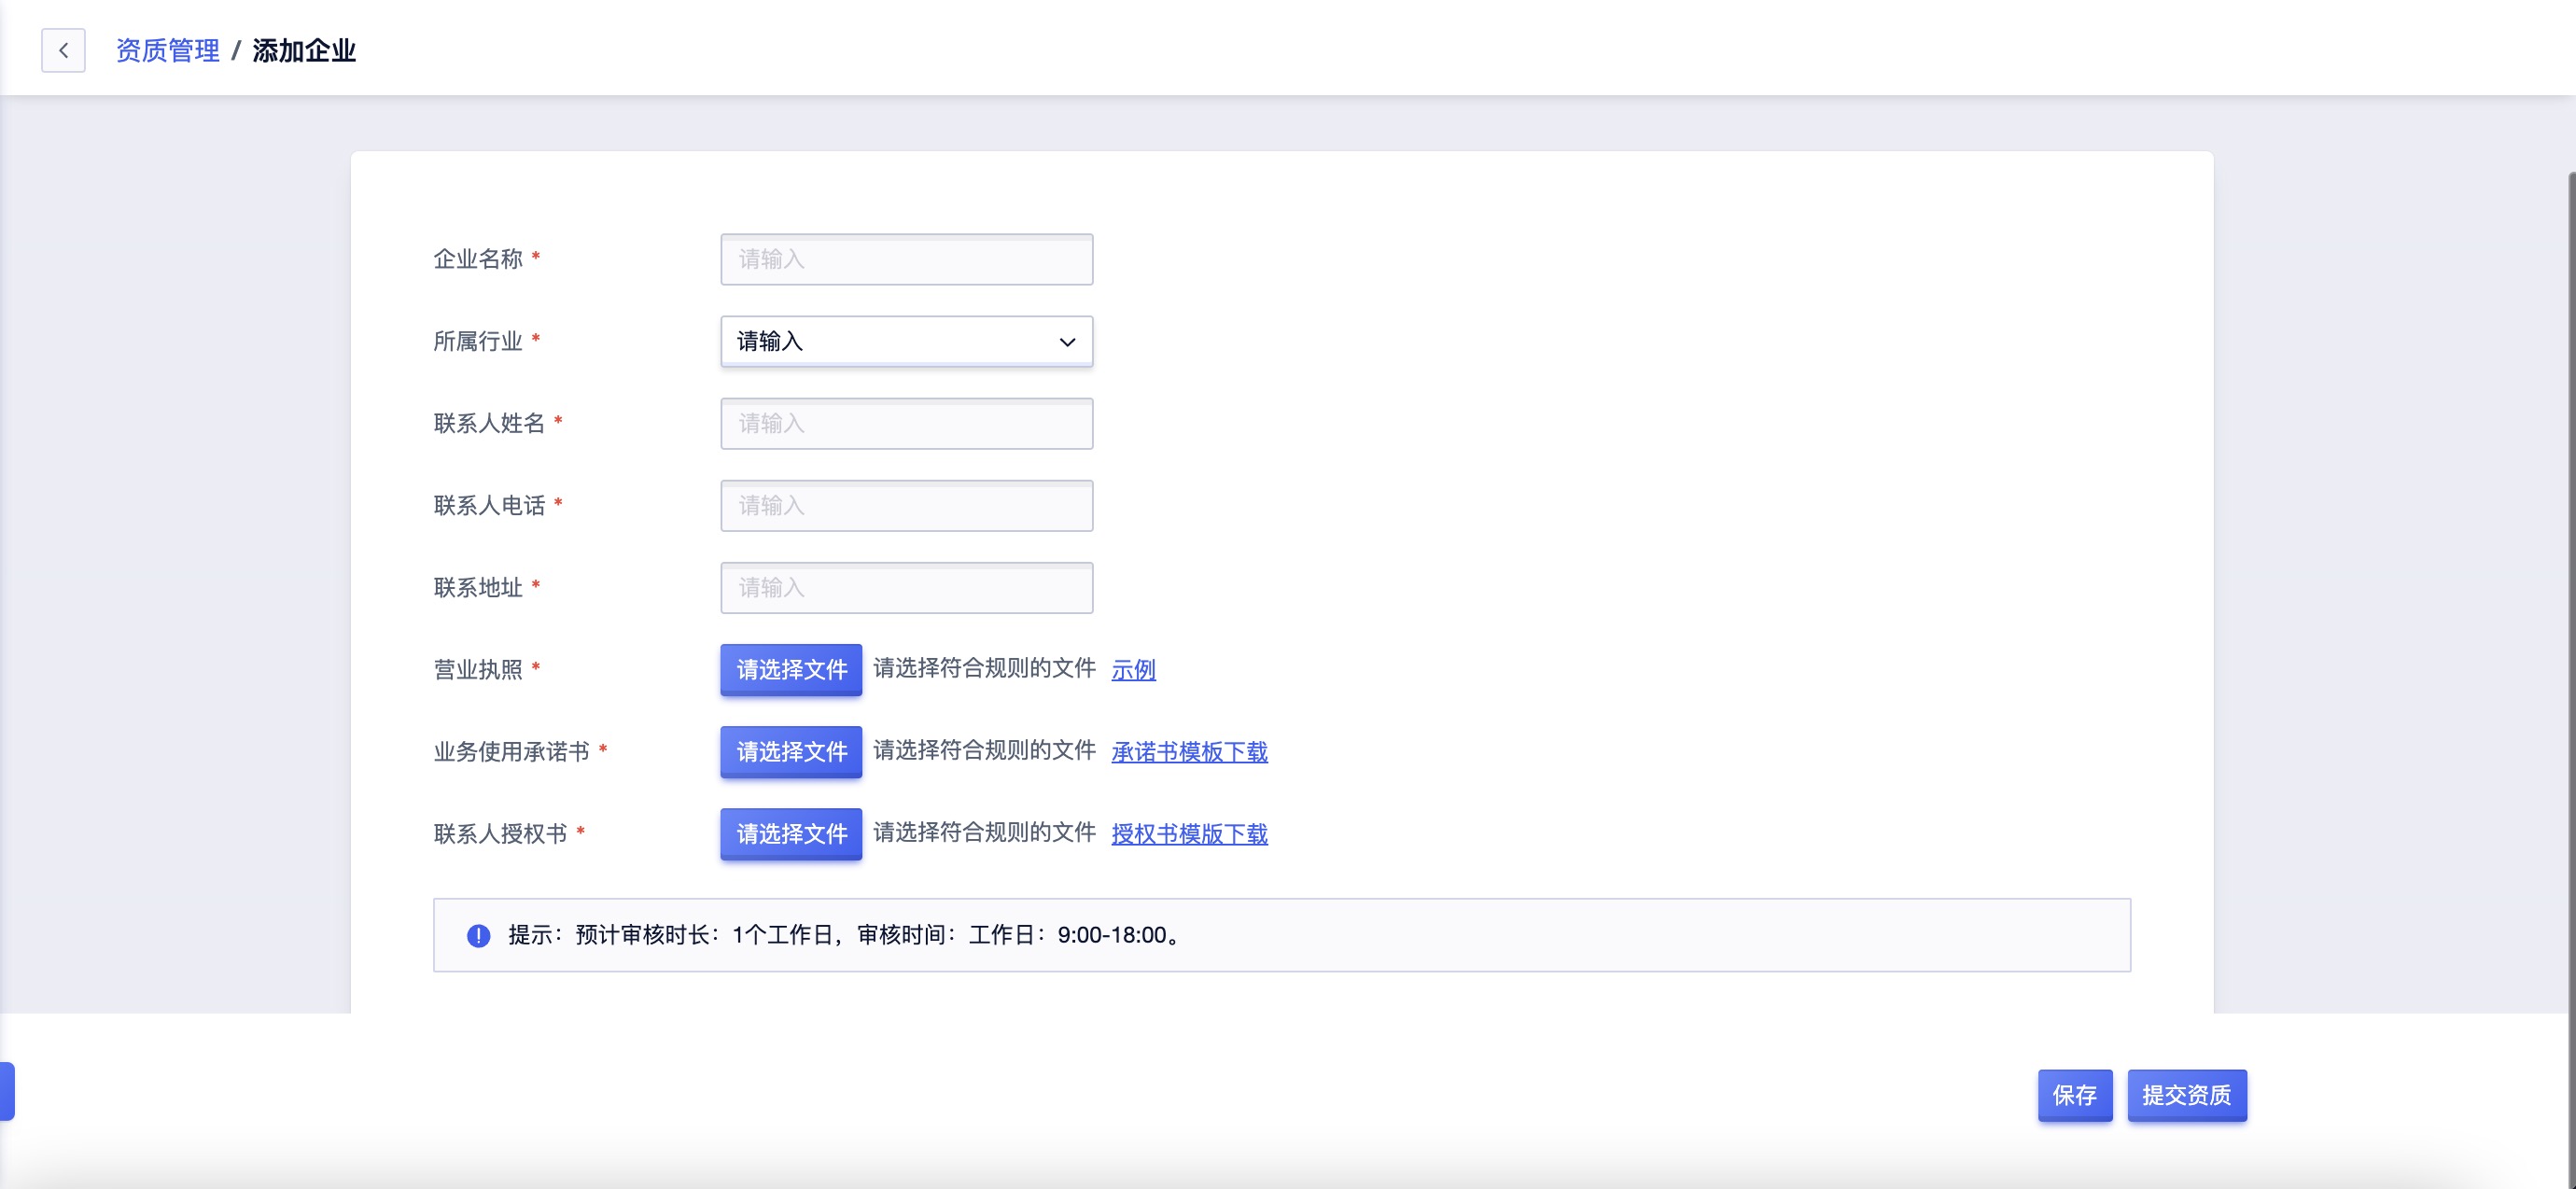 资质管理 / 添加企业
企业名称 * 请输入
所属行业 * 请输入
联系人姓名 * 请输入
联系人电话 * 请输入
联系地址 * 请输入
营业执照 * 请选择文件 请选择符合规则的文件 示例
业务使用承诺书 * 请选择文件 请选择符合规则的文件 承诺书模板下载
联系人授权书 * 请选择文件 请选择符合规则的文件 授权书模版下载
提示：预计审核时长：1个工作日，审核时间：工作日：9:00-18:00。
保存 提交资质